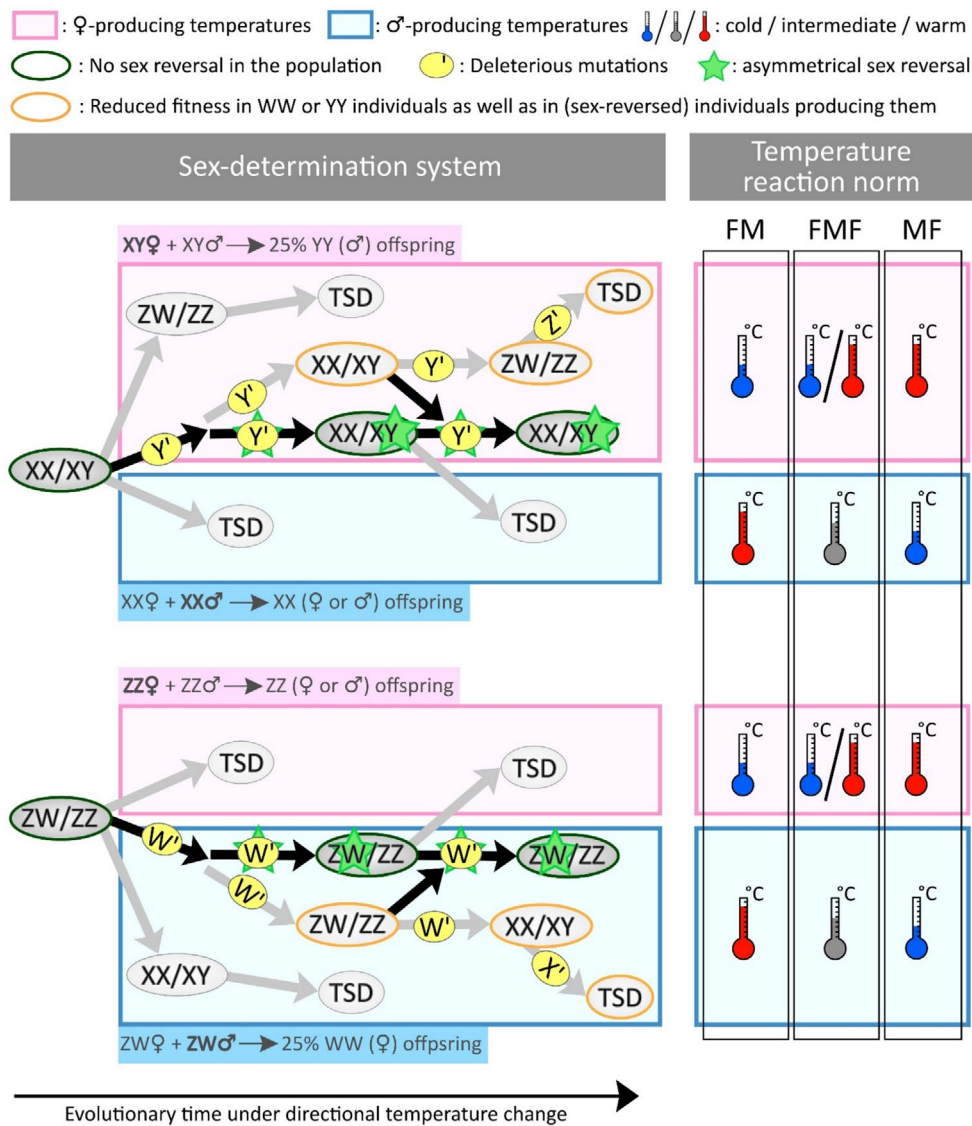 : ♀-producing temperatures
: ♂-producing temperatures
: cold / intermediate / warm
: No sex reversal in the population
' : Deleterious mutations
: asymmetrical sex reversal
: Reduced fitness in WW or YY individuals as well as in (sex-reversed) individuals producing them
Sex-determination system
Temperature
reaction norm
FM FMF MF
XY♀ + XY♂ → 25% YY (♂) offspring
ZW/ZZ
TSD
TSD
Z'
Y'
XX/XY
Y'
ZW/ZZ
XX/XY
Y'
Y'
XX/XY
Y'
XX/XY
TSD
TSD
°C
°C
/
°C
°C
°C
°C
°C
XX♀ + XX♂ → XX (♀ or ♂) offspring
ZZ♀ + ZZ♂ → ZZ (♀ or ♂) offspring
TSD
TSD
ZW/ZZ
W'
W'
ZW/ZZ
W'
ZW/ZZ
W'
ZW/ZZ
W'
XX/XY
XX/XY
TSD
X'
TSD
°C
°C
/
°C
°C
°C
°C
°C
ZW♀ + ZW♂ → 25% WW (♀) offpsring
Evolutionary time under directional temperature change